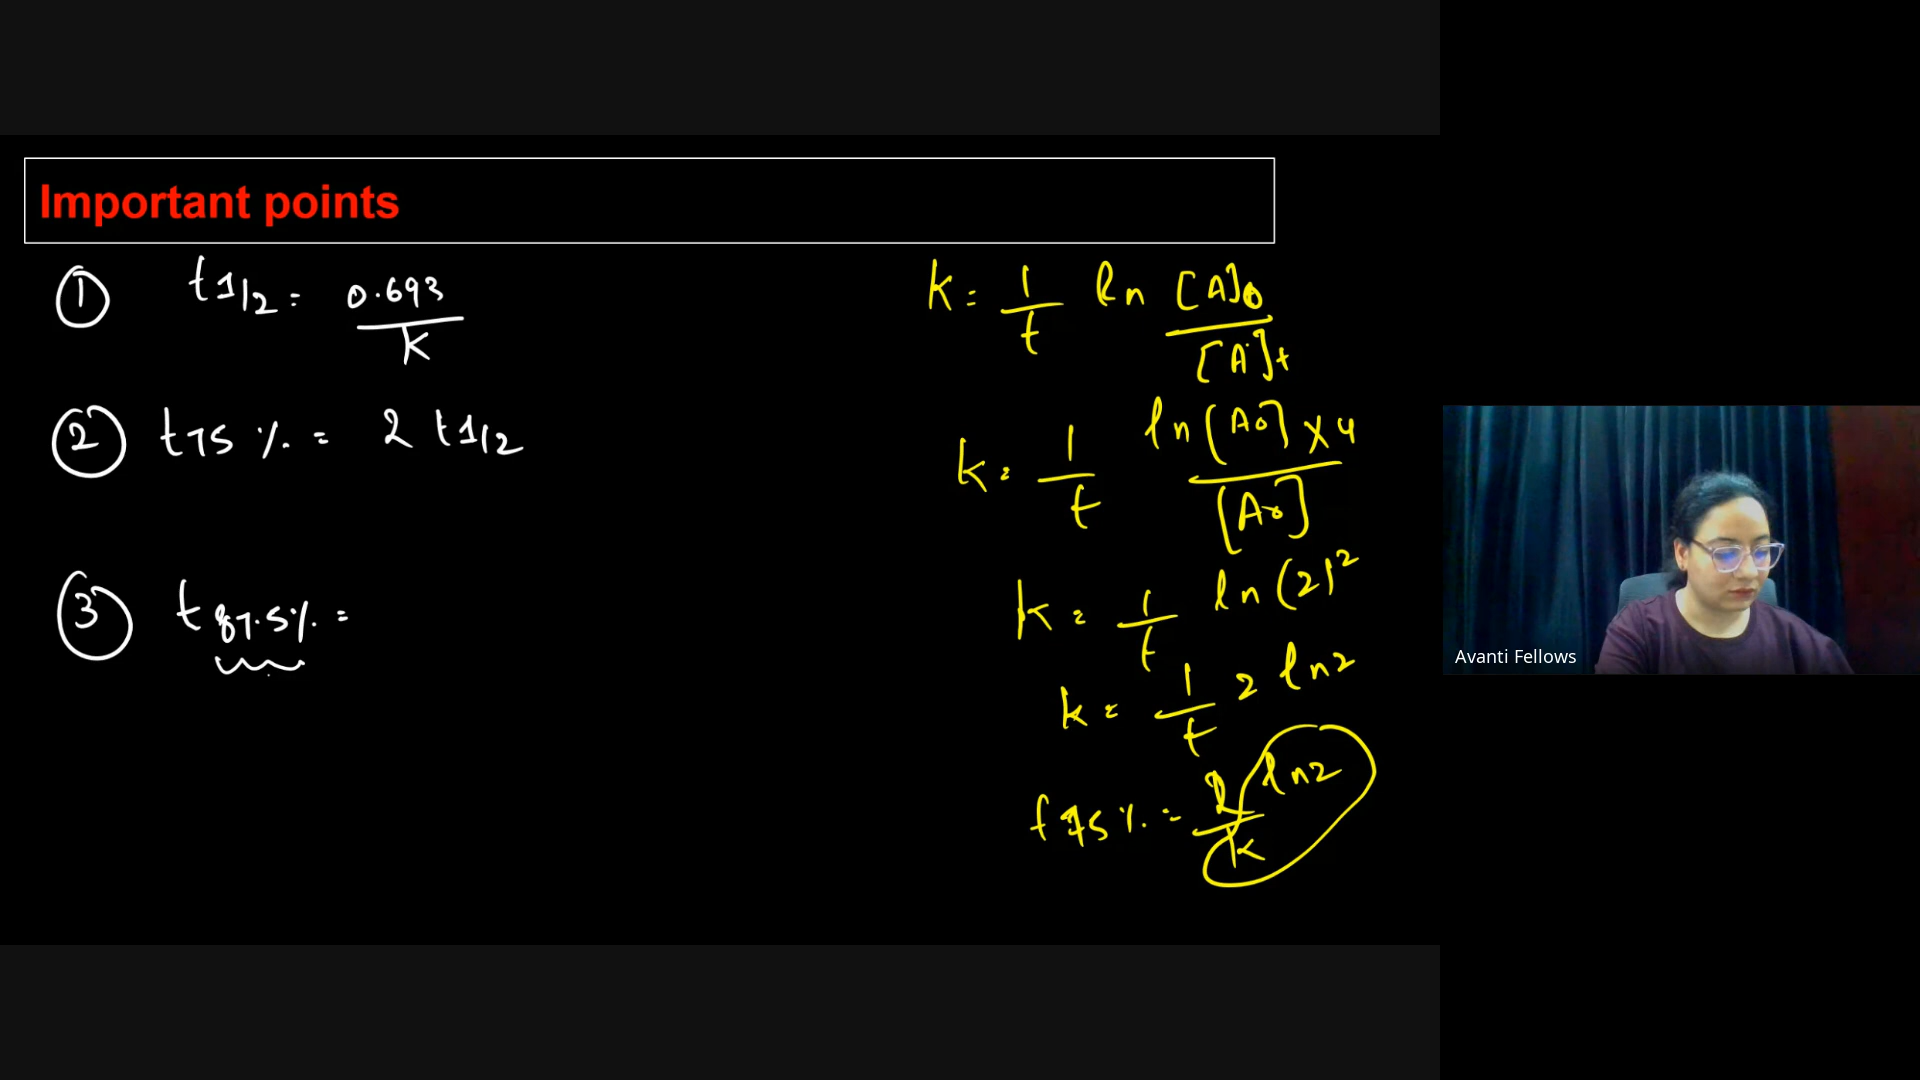 Important points
① t1/2 = 0.693/K
② t75 % = 2 t1/2
③ t87.5% =
K = 1/t ln [A]0/[A]t
K = 1/t ln [A0] x 4/[A0]
K = 1/t ln (2)^2
K = 1/t 2 ln2
t75 % = 2 ln2/K
Avanti Fellows